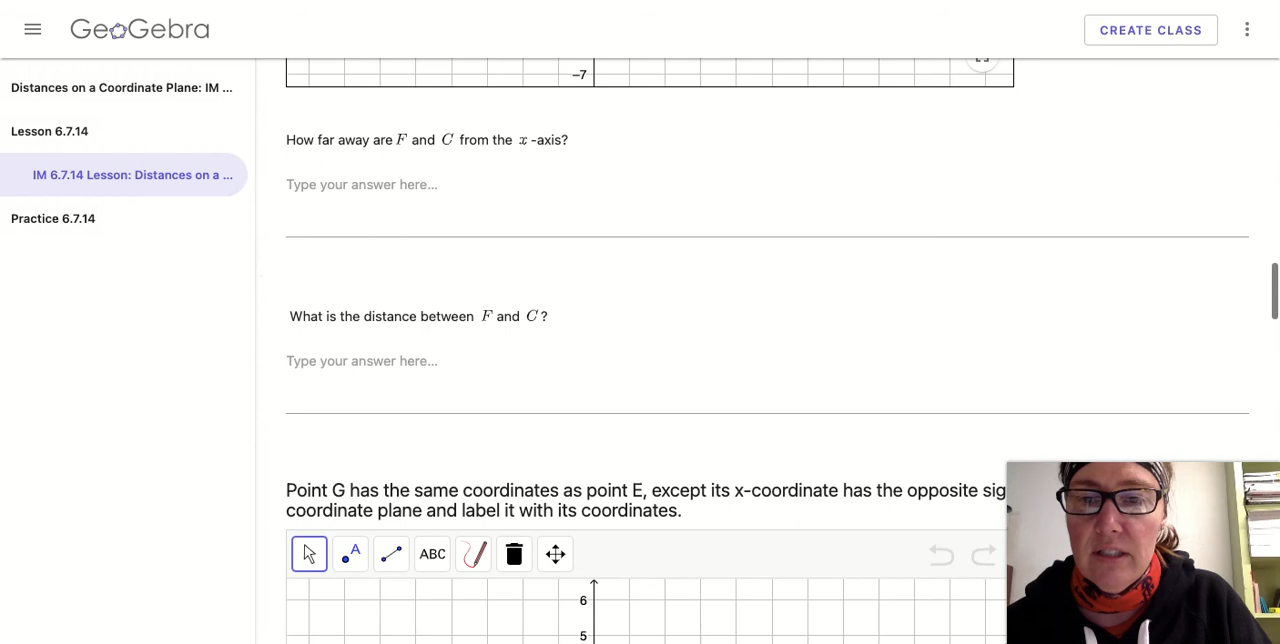 GeoGebra
CREATE CLASS
Distances on a Coordinate Plane: IM ...
Lesson 6.7.14
IM 6.7.14 Lesson: Distances on a ...
Practice 6.7.14
–7
How far away are F and C from the x -axis?
Type your answer here...
What is the distance between F and C?
Type your answer here...
Point G has the same coordinates as point E, except its x-coordinate has the opposite sig
coordinate plane and label it with its coordinates.
A
ABC
6
5